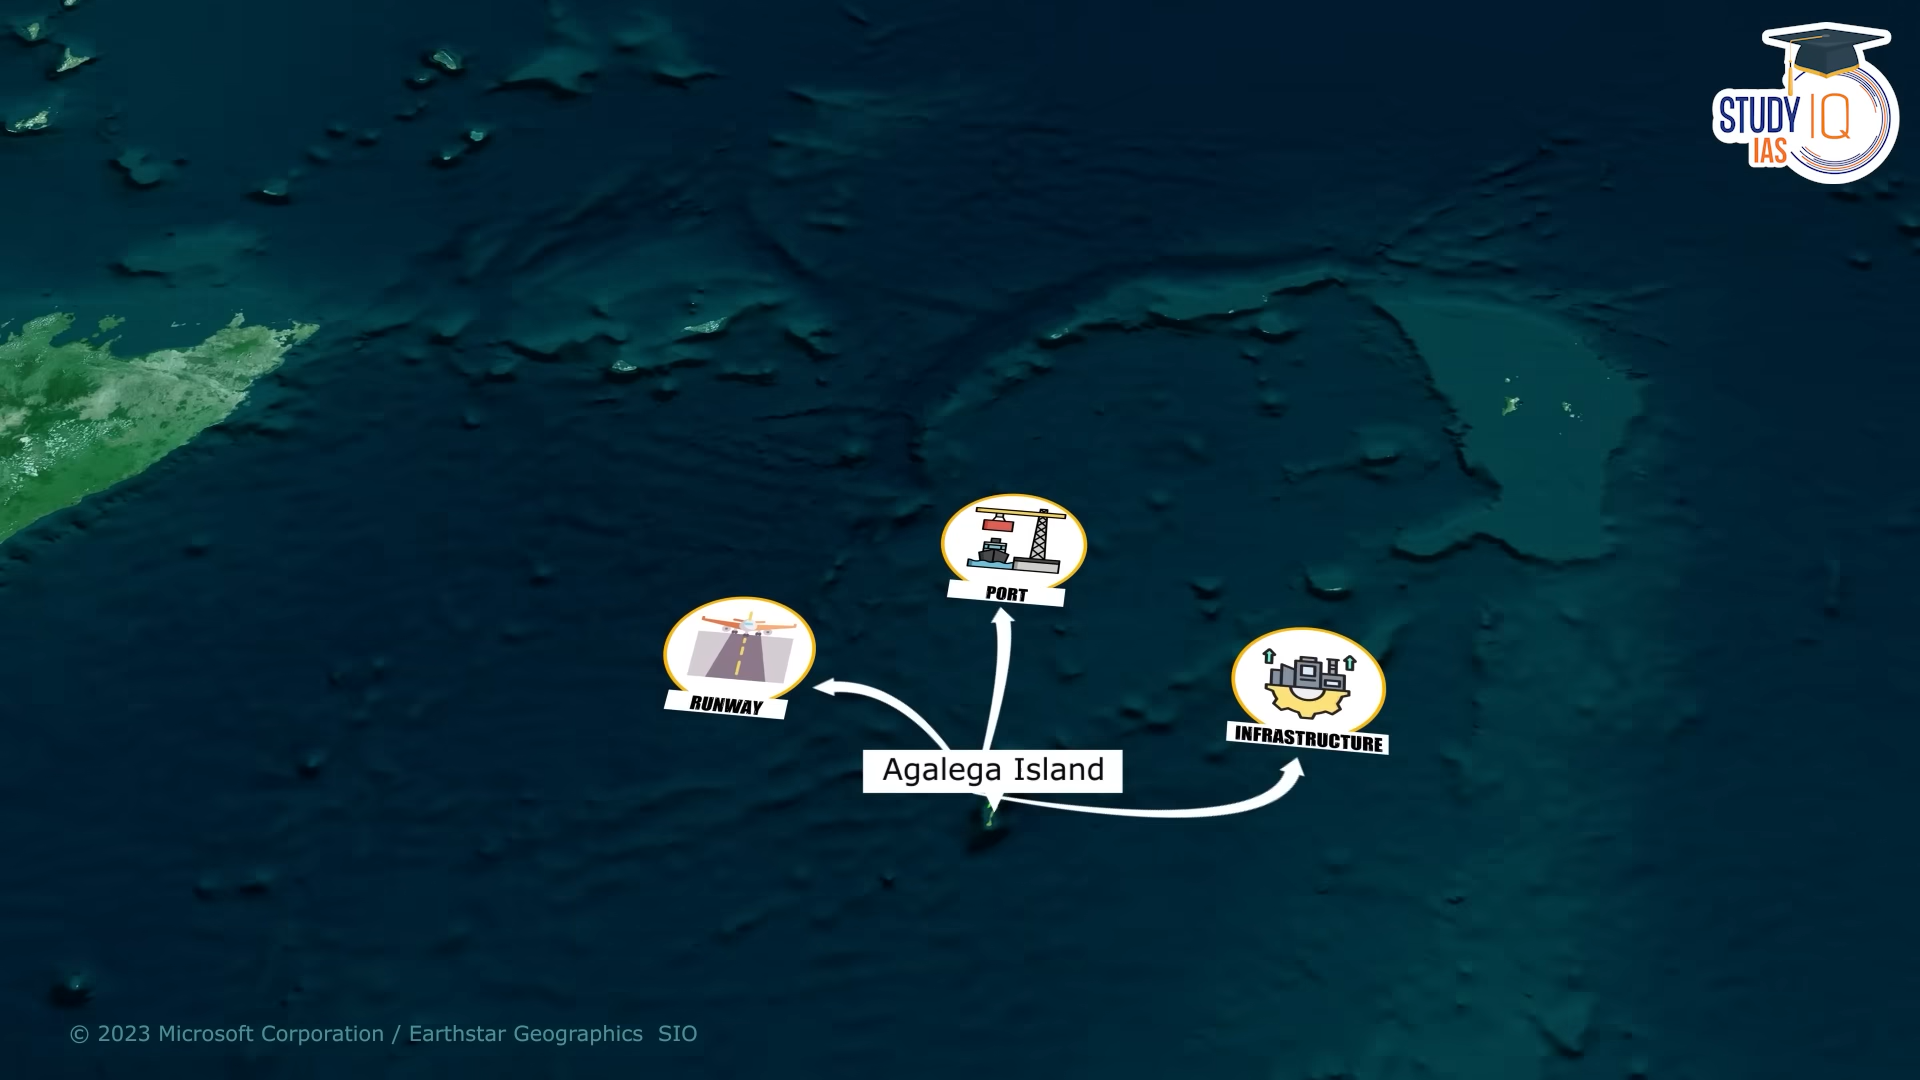 STUDY IQ
IAS
PORT
RUNWAY
INFRASTRUCTURE
Agalega Island
© 2023 Microsoft Corporation / Earthstar Geographics SIO